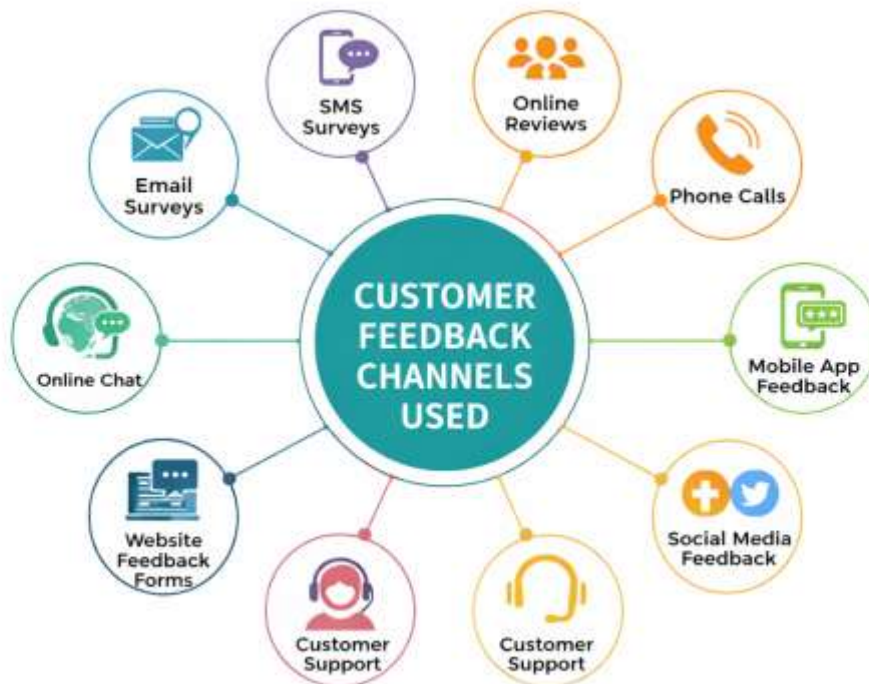 SMS
Surveys
Online
Reviews
Email
Surveys
Phone Calls
CUSTOMER
FEEDBACK
CHANNELS
USED
Online Chat
Mobile App
Feedback
Website
Feedback
Forms
Social Media
Feedback
Customer
Support
Customer
Support